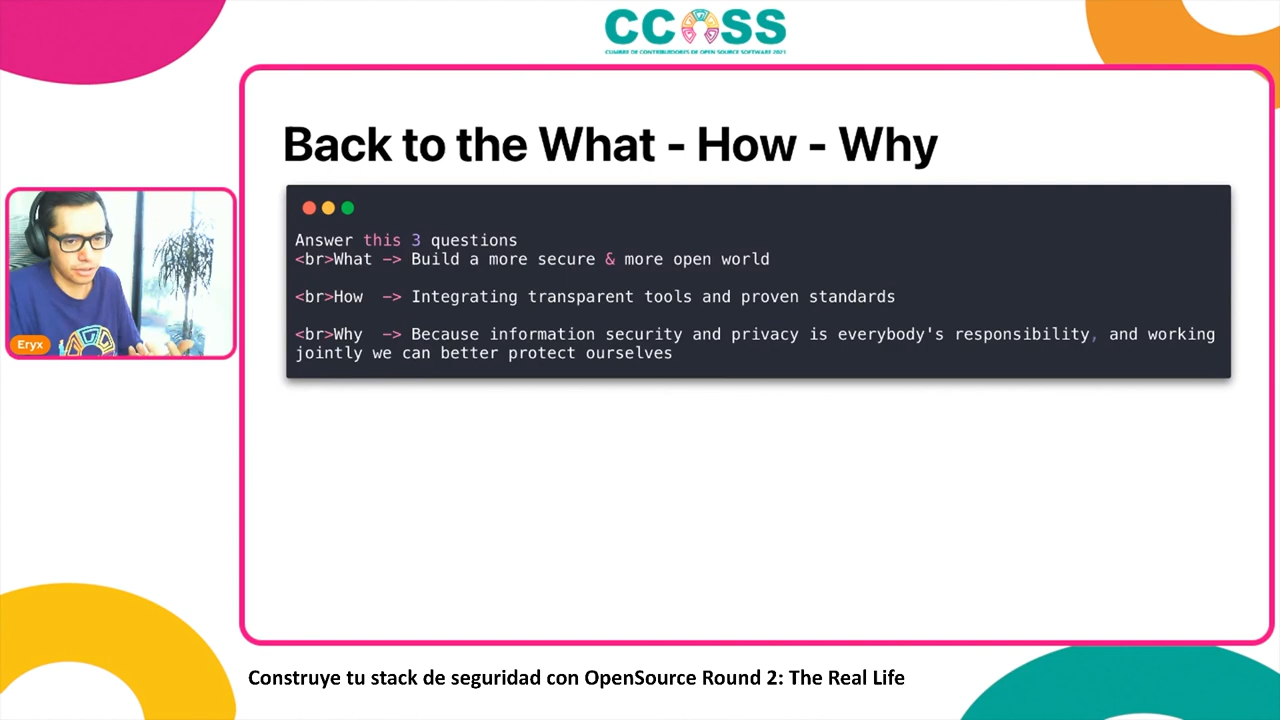 CCOSS
CUMBRE DE CONTRIBUIDORES DE OPEN SOURCE SOFTWARE 2021
Back to the What - How - Why
Answer this 3 questions
<br>What -> Build a more secure & more open world
<br>How  -> Integrating transparent tools and proven standards
<br>Why  -> Because information security and privacy is everybody's responsibility, and working
jointly we can better protect ourselves
Eryx
Construye tu stack de seguridad con OpenSource Round 2: The Real Life